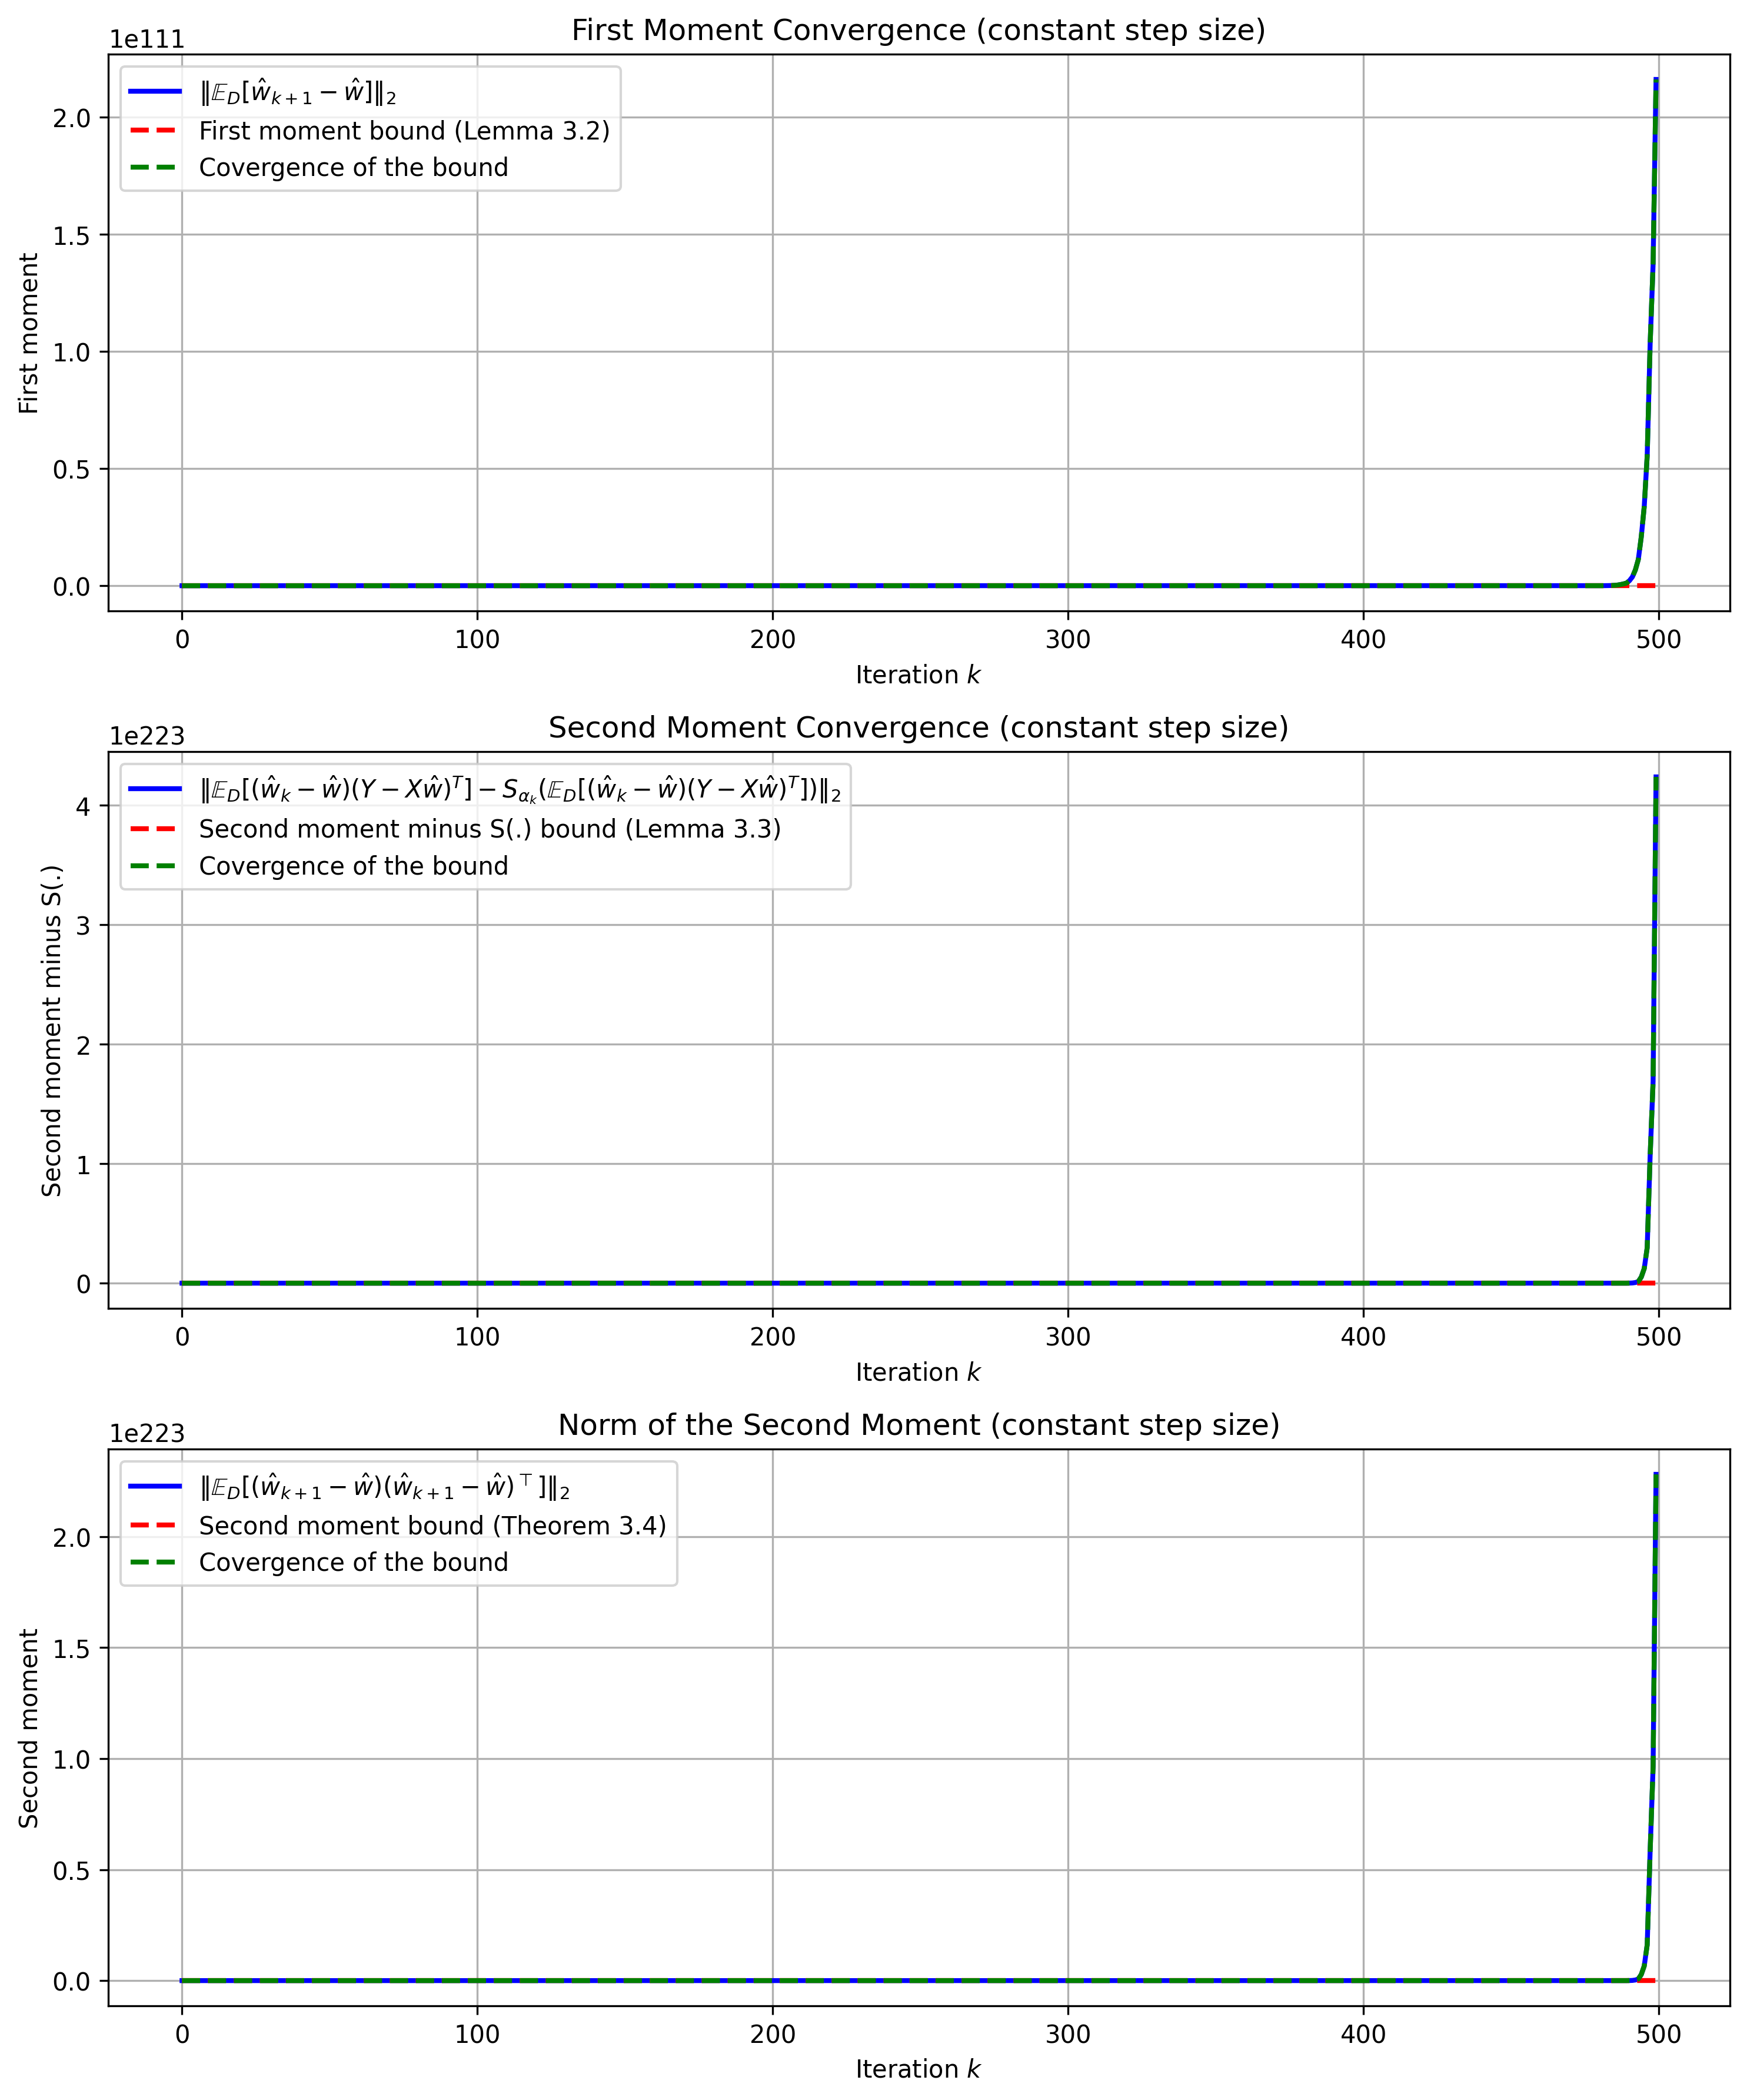 First Moment Convergence (constant step size)
1e111
‖𝔼_D[ŵ_{k+1} − ŵ]‖₂
First moment bound (Lemma 3.2)
Covergence of the bound
First moment
2.0
1.5
1.0
0.5
0.0
0 100 200 300 400 500
Iteration k
Second Moment Convergence (constant step size)
1e223
‖𝔼_D[(ŵ_k − ŵ)(Y − Xŵ)^T] − S_{α_k}(𝔼_D[(ŵ_k − ŵ)(Y − Xŵ)^T])‖₂
Second moment minus S(.) bound (Lemma 3.3)
Covergence of the bound
Second moment minus S(.)
4
3
2
1
0
0 100 200 300 400 500
Iteration k
Norm of the Second Moment (constant step size)
1e223
‖𝔼_D[(ŵ_{k+1} − ŵ)(ŵ_{k+1} − ŵ)^⊤]‖₂
Second moment bound (Theorem 3.4)
Covergence of the bound
Second moment
2.0
1.5
1.0
0.5
0.0
0 100 200 300 400 500
Iteration k